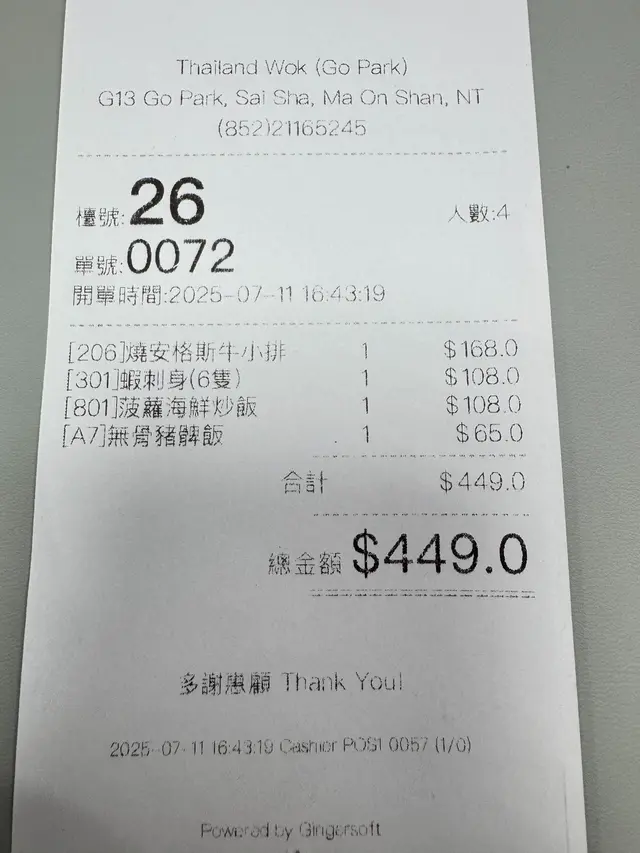 Thailand Wok (Go Park)
G13 Go Park, Sai Sha, Ma On Shan, NT
(852)21165245
檯號:26 人數:4
單號:0072
開單時間:2025-07-11 16:43:19
[206]燒安格斯牛小排 1 $168.0
[301]蝦刺身(6隻) 1 $108.0
[801]菠蘿海鮮炒飯 1 $108.0
[A7]無骨豬髀飯 1 $65.0
合計 $449.0
總金額 $449.0
多謝惠顧 Thank You!
2025-07-11 16:43:19 Cashier POS1 0057 (1/0)
Powered by Gingersoft